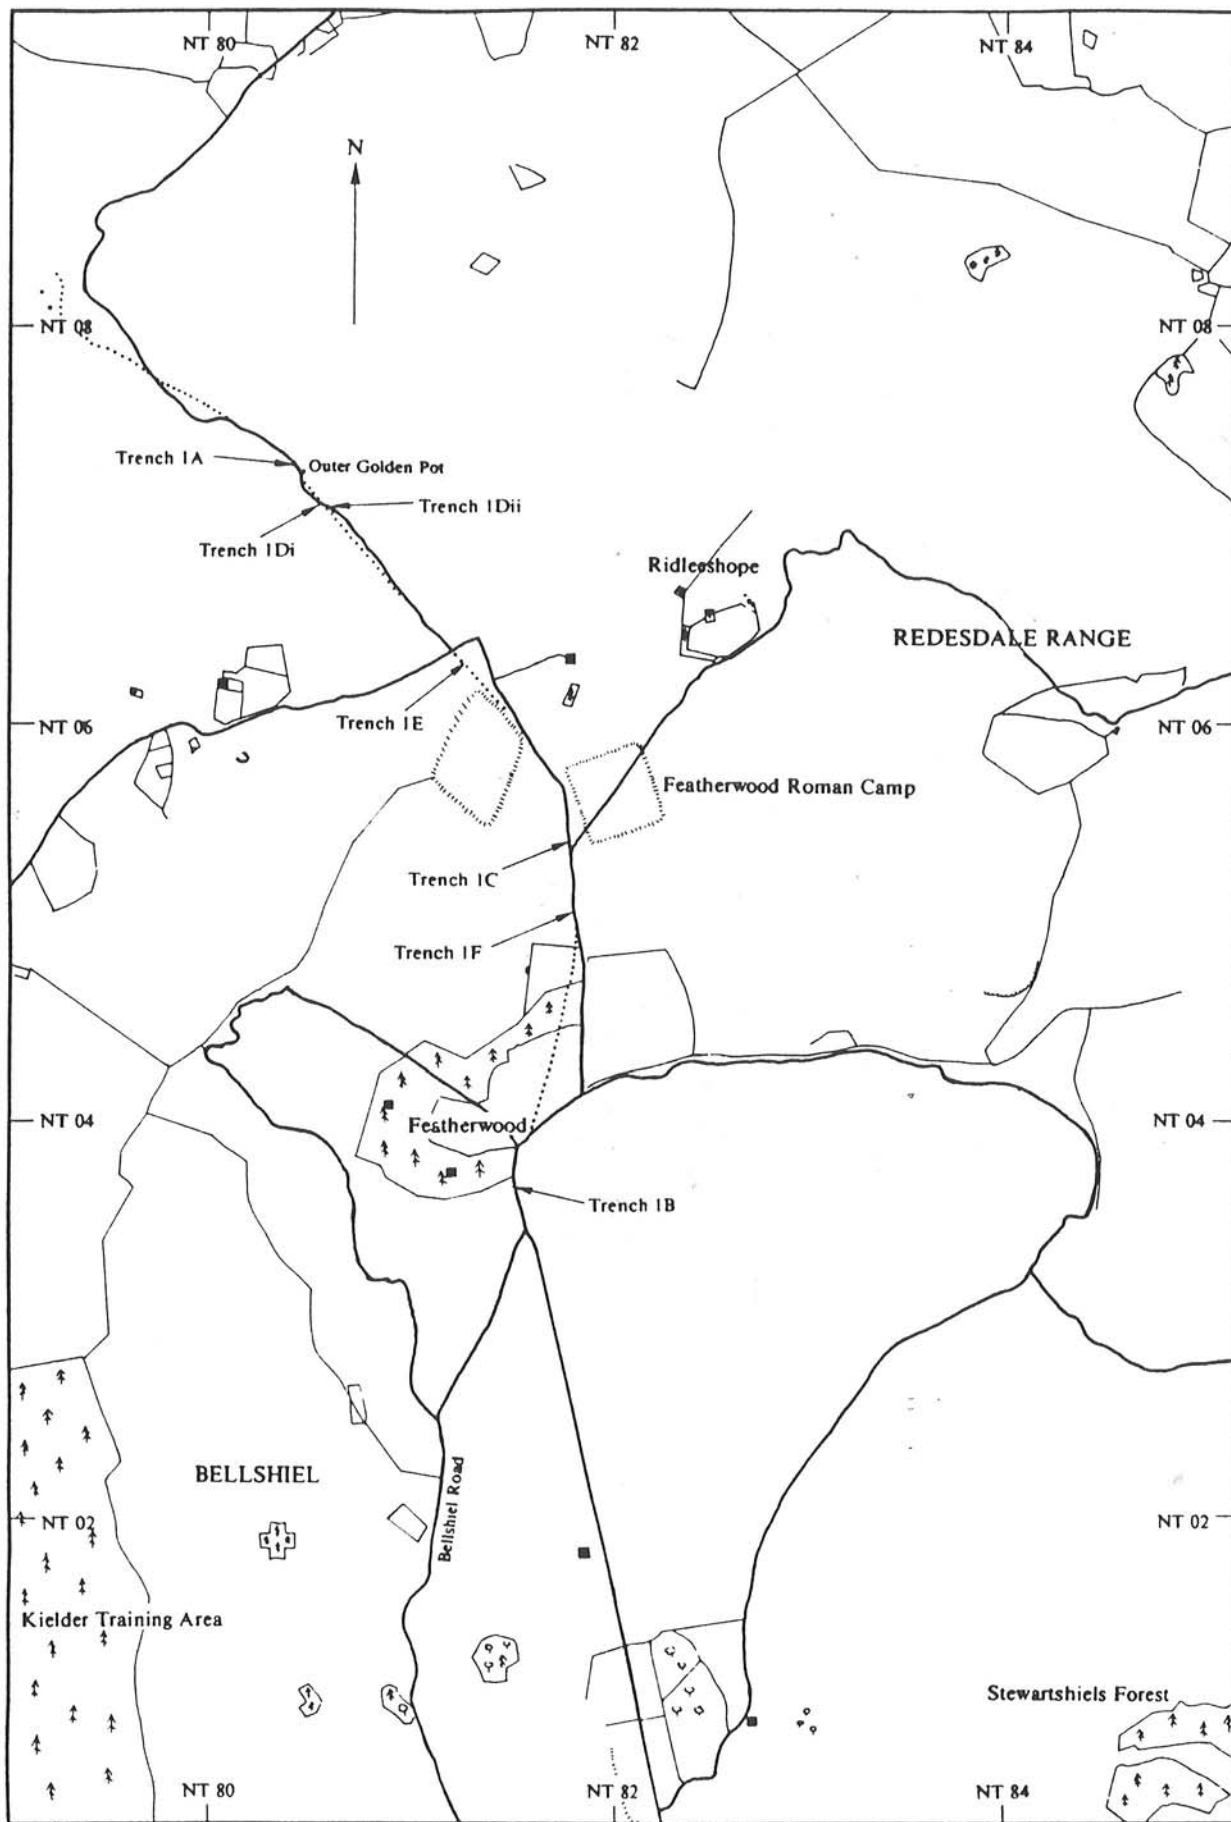 NT 80
NT 82
NT 84
N
NT 08
NT 08
Trench 1A
Outer Golden Pot
Trench 1Dii
Trench 1Di
Ridleeshope
REDESDALE RANGE
Trench 1E
NT 06
NT 06
Featherwood Roman Camp
Trench 1C
Trench 1F
NT 04
Featherwood
NT 04
Trench 1B
BELLSHIEL
Bellshiel Road
NT 02
NT 02
Kielder Training Area
Stewartshiels Forest
NT 80
NT 82
NT 84